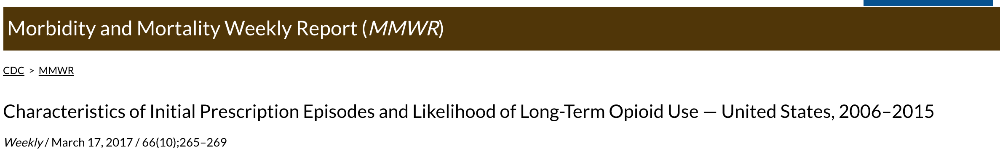 Morbidity and Mortality Weekly Report (MMWR)
CDC > MMWR
Characteristics of Initial Prescription Episodes and Likelihood of Long-Term Opioid Use — United States, 2006–2015
Weekly / March 17, 2017 / 66(10);265–269